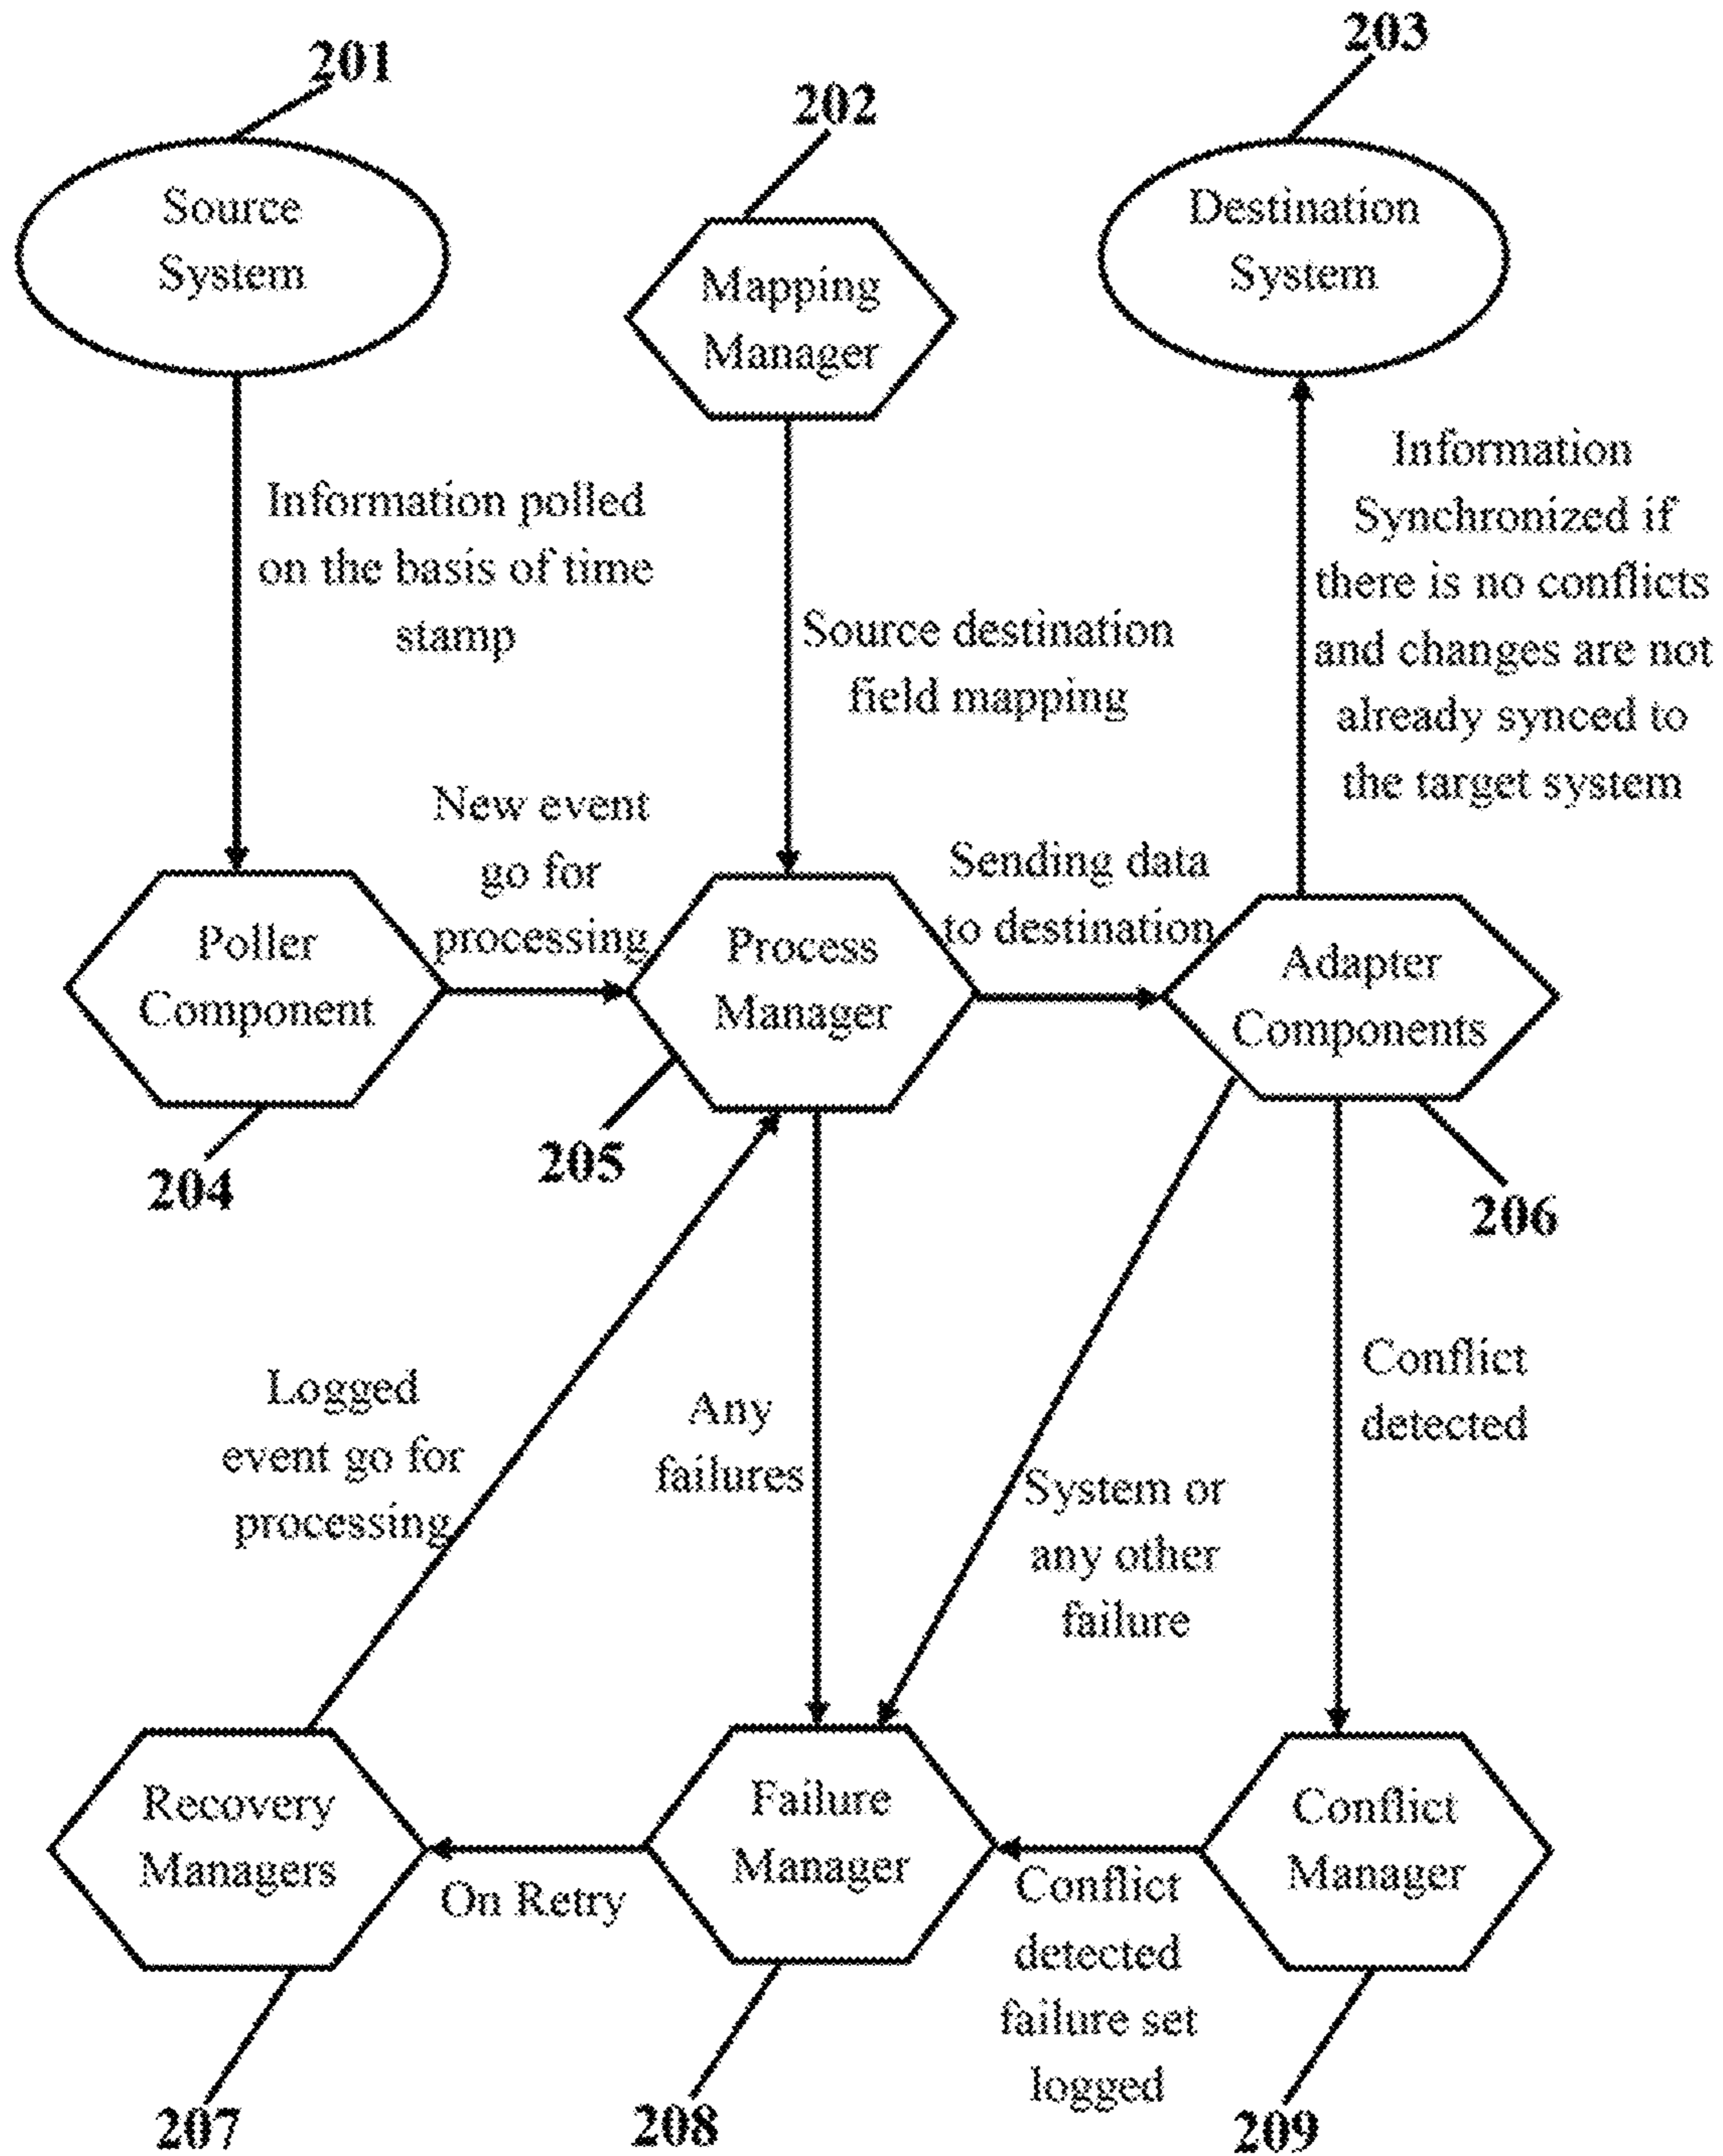 201
202
203
Source
System
Mapping
Manager
Destination
System
Information polled
on the basis of time
stamp
Source destination
field mapping
Information
Synchronized if
there is no conflicts
and changes are not
already synced to
the target system
New event
go for
processing
Sending data
to destination
Poller
Component
Process
Manager
Adapter
Components
204
205
206
Logged
event go for
processing
Any
failures
System or
any other
failure
Conflict
detected
Recovery
Managers
On Retry
Failure
Manager
Conflict
detected
failure set
logged
Conflict
Manager
207
208
209